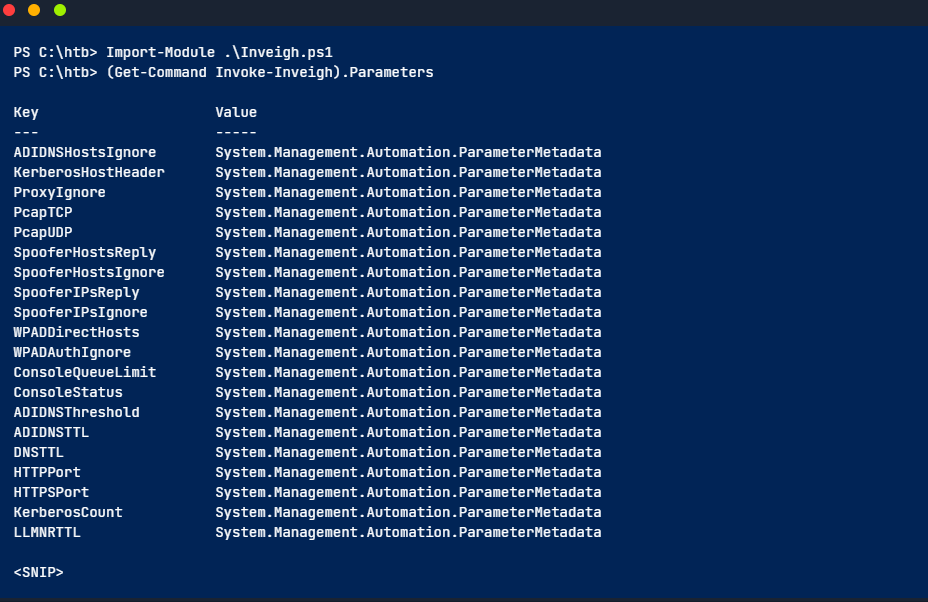 PS C:\htb> Import-Module .\Inveigh.ps1
PS C:\htb> (Get-Command Invoke-Inveigh).Parameters
Key                     Value
---                     -----
ADIDNSHostsIgnore       System.Management.Automation.ParameterMetadata
KerberosHostHeader      System.Management.Automation.ParameterMetadata
ProxyIgnore             System.Management.Automation.ParameterMetadata
PcapTCP                 System.Management.Automation.ParameterMetadata
PcapUDP                 System.Management.Automation.ParameterMetadata
SpooferHostsReply       System.Management.Automation.ParameterMetadata
SpooferHostsIgnore      System.Management.Automation.ParameterMetadata
SpooferIPsReply         System.Management.Automation.ParameterMetadata
SpooferIPsIgnore        System.Management.Automation.ParameterMetadata
WPADDirectHosts         System.Management.Automation.ParameterMetadata
WPADAuthIgnore          System.Management.Automation.ParameterMetadata
ConsoleQueueLimit       System.Management.Automation.ParameterMetadata
ConsoleStatus           System.Management.Automation.ParameterMetadata
ADIDNSThreshold         System.Management.Automation.ParameterMetadata
ADIDNSTTL               System.Management.Automation.ParameterMetadata
DNSTTL                  System.Management.Automation.ParameterMetadata
HTTPPort                System.Management.Automation.ParameterMetadata
HTTPSPort               System.Management.Automation.ParameterMetadata
KerberosCount           System.Management.Automation.ParameterMetadata
LLMNRTTL                System.Management.Automation.ParameterMetadata
<SNIP>